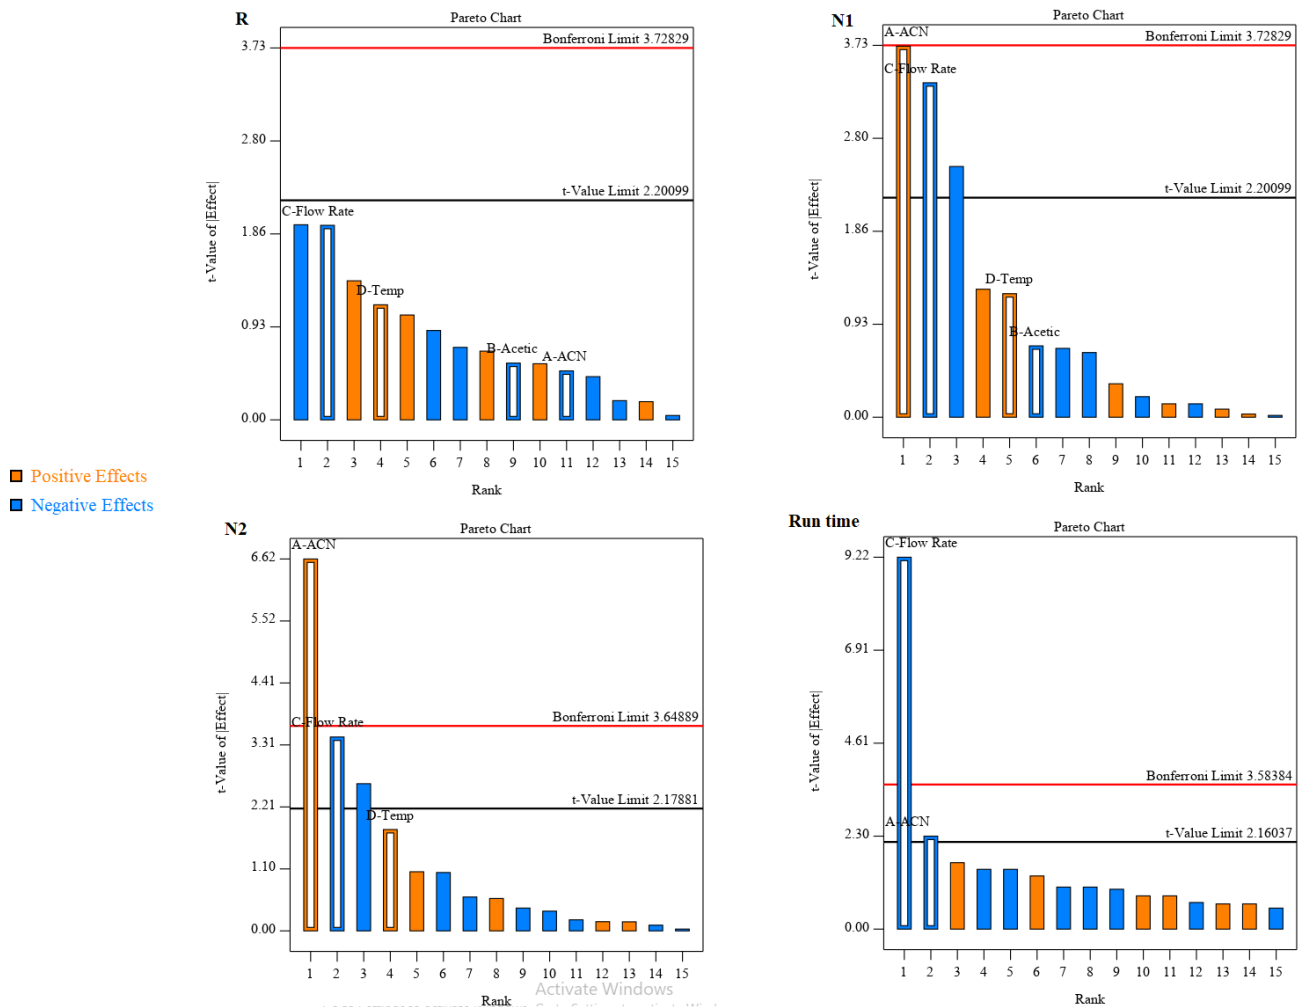 R
Pareto Chart
Bonferroni Limit 3.72829
t-Value Limit 2.20099
t-Value of |Effect|
3.73
2.80
1.86
0.93
0.00
C-Flow Rate
D-Temp
B-Acetic
A-ACN
1 2 3 4 5 6 7 8 9 10 11 12 13 14 15
Rank
N1
Pareto Chart
A-ACN
Bonferroni Limit 3.72829
C-Flow Rate
t-Value Limit 2.20099
t-Value of |Effect|
3.73
2.80
1.86
0.93
0.00
D-Temp
B-Acetic
1 2 3 4 5 6 7 8 9 10 11 12 13 14 15
Rank
Positive Effects
Negative Effects
N2
Pareto Chart
A-ACN
6.62
5.52
4.41
3.31
2.21
1.10
0.00
t-Value of |Effect|
Bonferroni Limit 3.64889
C-Flow Rate
t-Value Limit 2.17881
D-Temp
1 2 3 4 5 6 7 8 9 10 11 12 13 14 15
Rank
Run time
Pareto Chart
C-Flow Rate
9.22
6.91
4.61
2.30
0.00
t-Value of |Effect|
Bonferroni Limit 3.58384
A-ACN
t-Value Limit 2.16037
1 2 3 4 5 6 7 8 9 10 11 12 13 14 15
Rank
Activate Windows